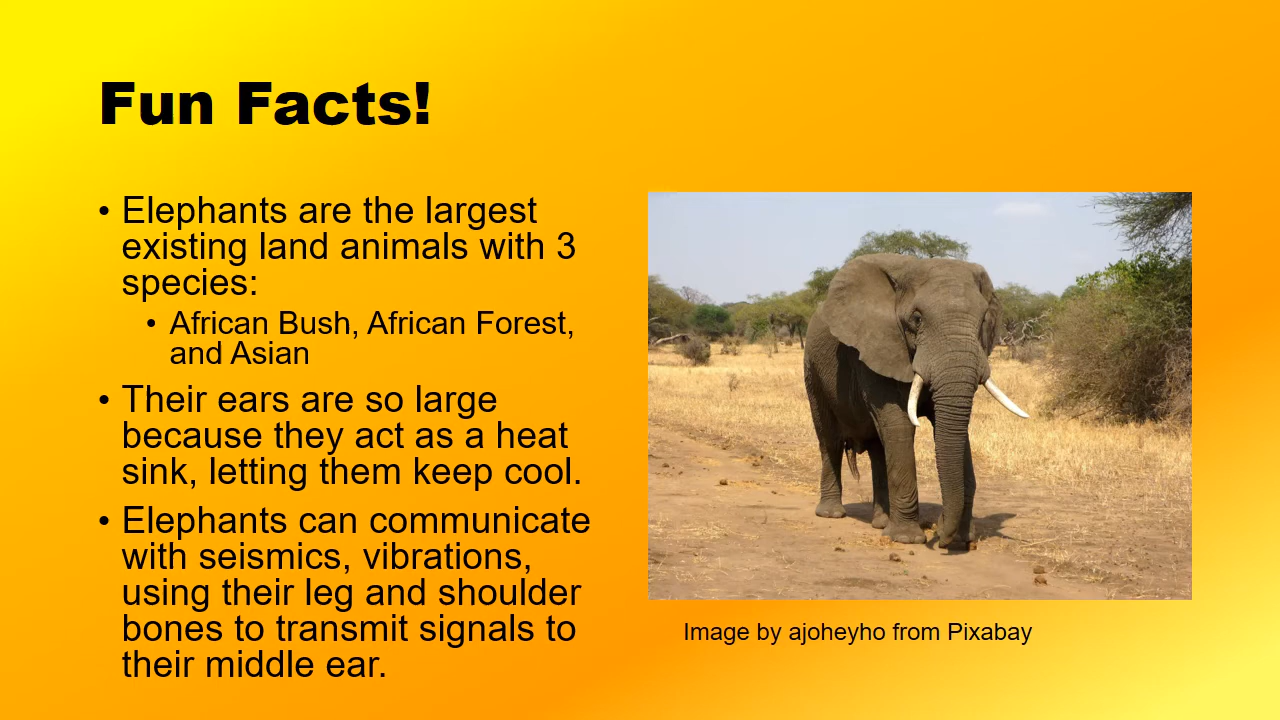 Fun Facts!
• Elephants are the largest
existing land animals with 3
species:
• African Bush, African Forest,
and Asian
• Their ears are so large
because they act as a heat
sink, letting them keep cool.
• Elephants can communicate
with seismics, vibrations,
using their leg and shoulder
bones to transmit signals to
their middle ear.
Image by ajoheyho from Pixabay